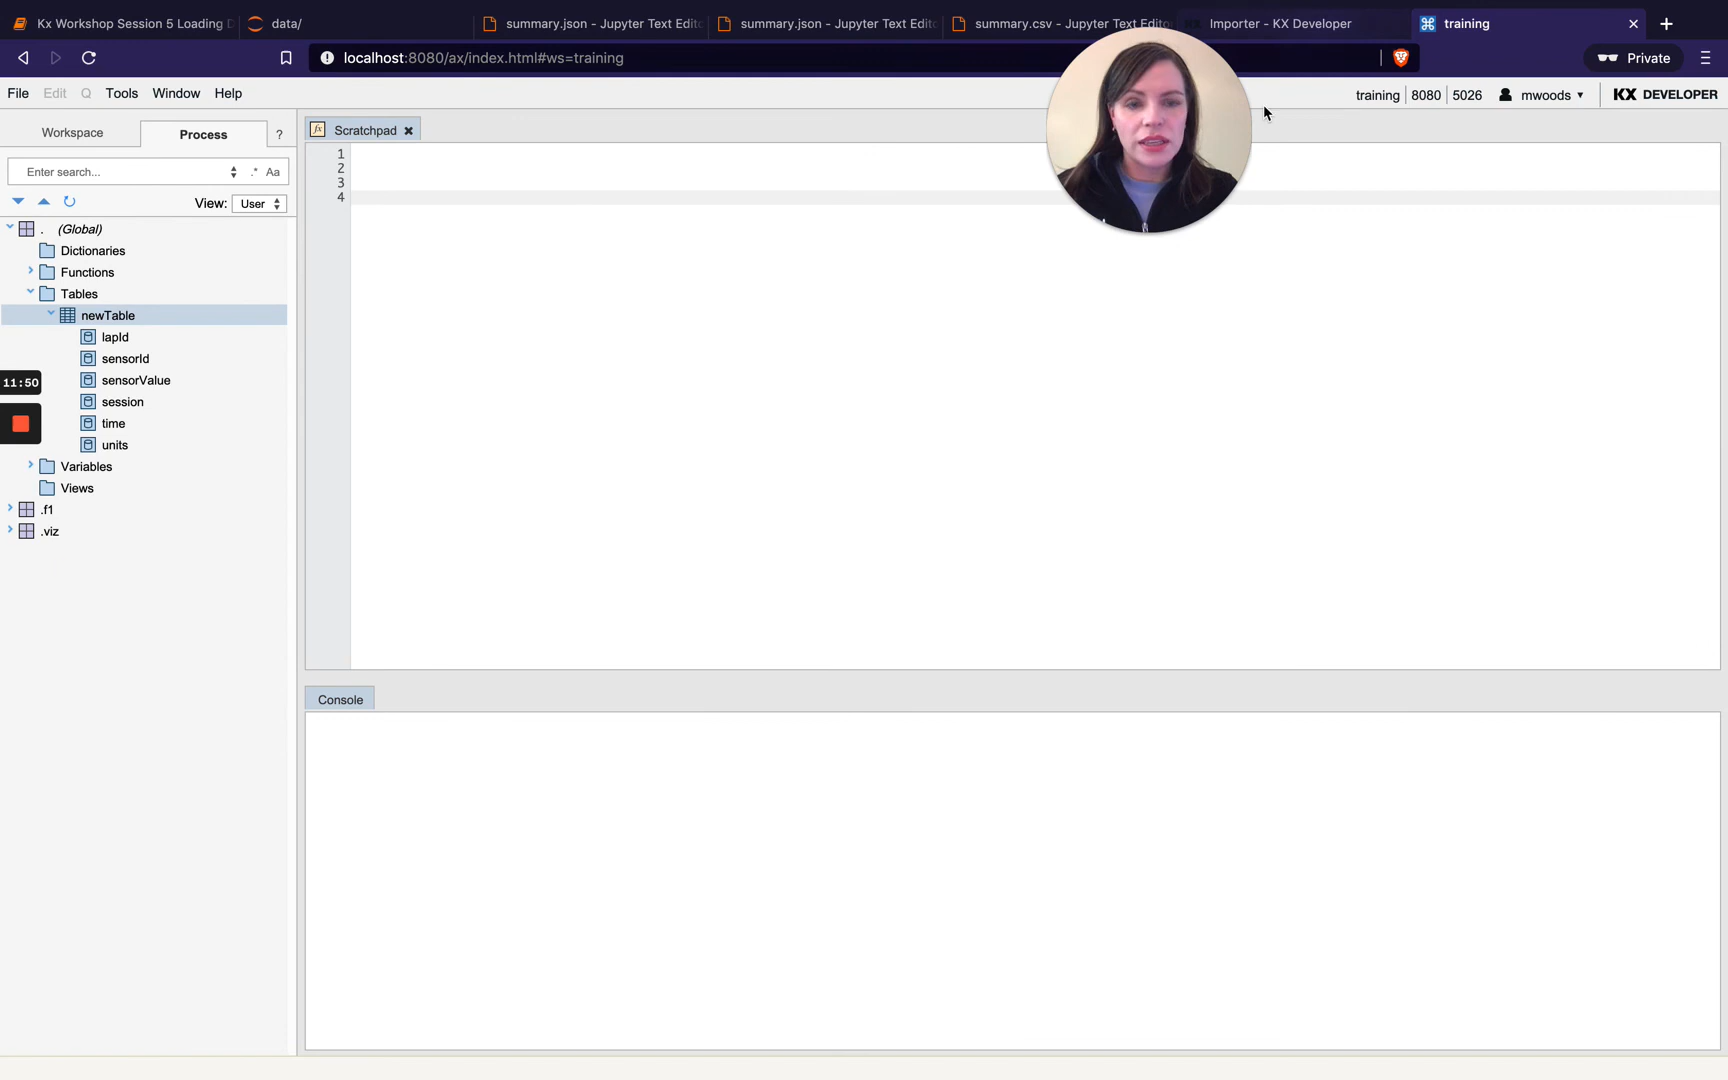 Kx Workshop Session 5 Loading D
data/
summary.json - Jupyter Text Edito
summary.json - Jupyter Text Edito
summary.csv - Jupyter Text Editor
Importer - KX Developer
training
localhost:8080/ax/index.html#ws=training
Private
File Edit Q Tools Window Help
training 8080 5026 mwoods KX DEVELOPER
Workspace Process ?
Scratchpad
Enter search... .* Aa
View: User
1
2
3
4
. (Global)
Dictionaries
Functions
Tables
newTable
lapId
sensorId
sensorValue
session
time
units
Variables
Views
.f1
.viz
11:50
Console